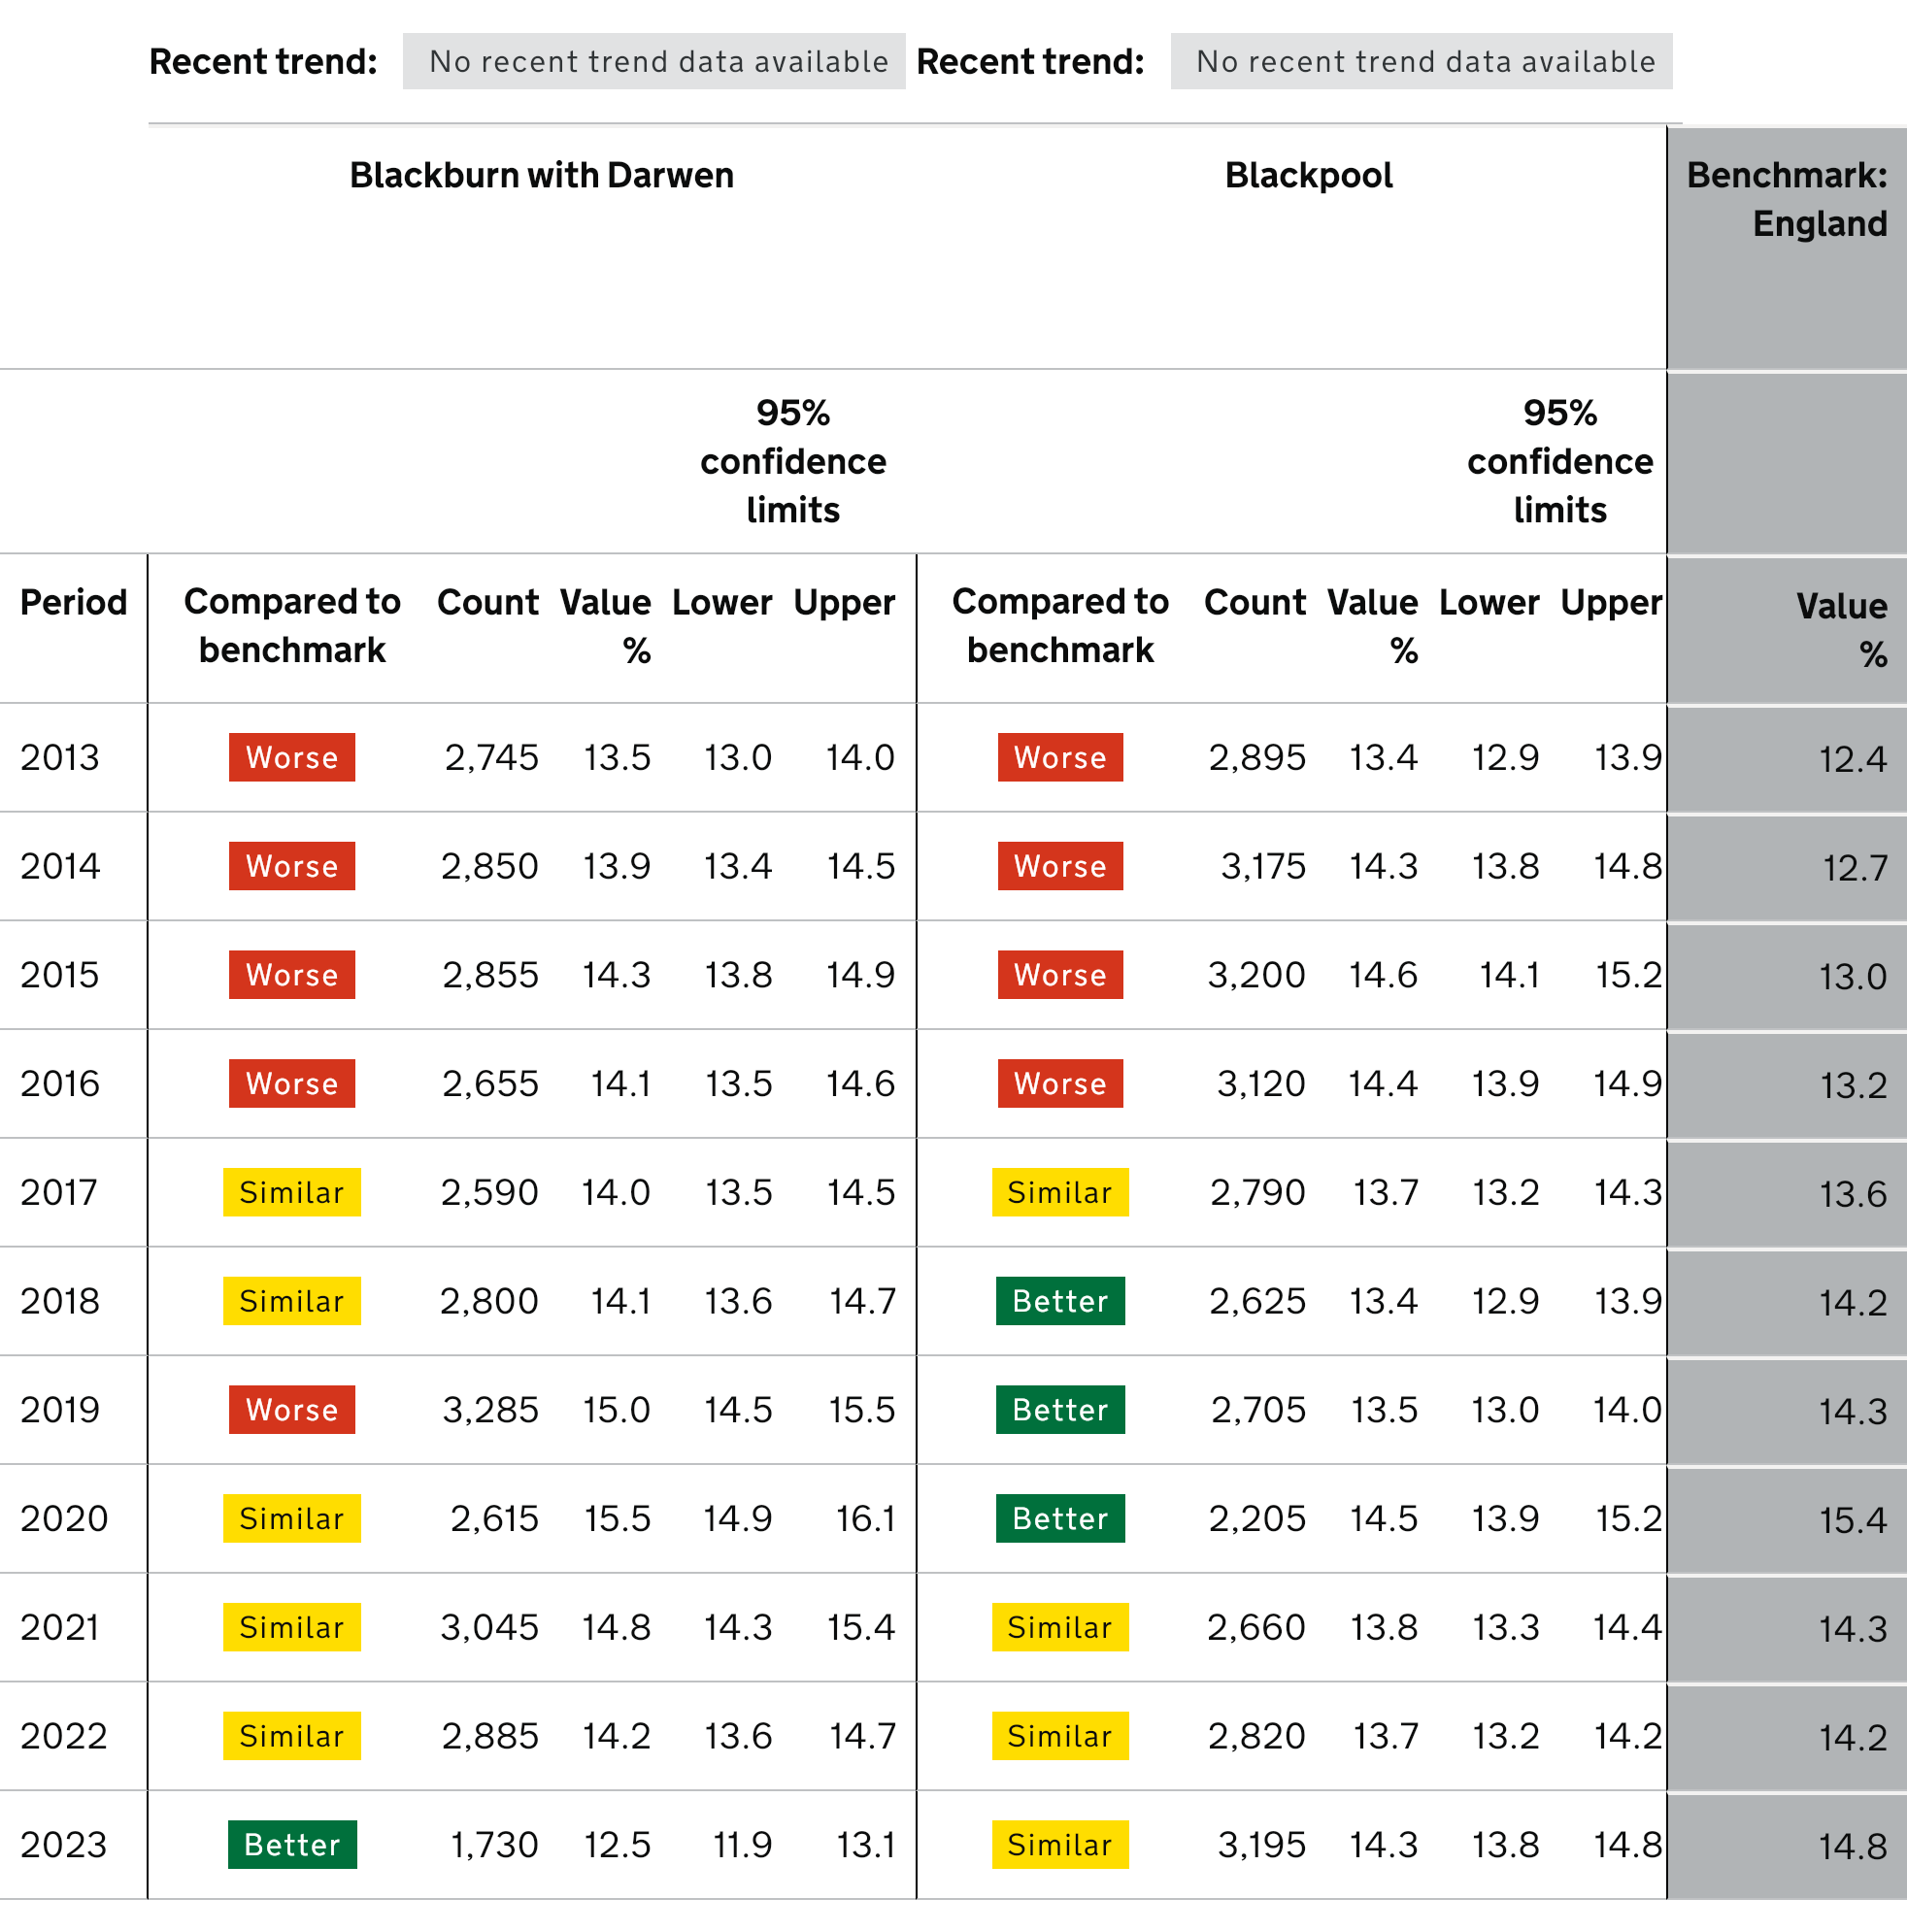 Recent trend: No recent trend data available Recent trend: No recent trend data available
Blackburn with Darwen Blackpool Benchmark:
England
95% 95%
confidence confidence
limits limits
Period Compared to Count Value Lower Upper Compared to Count Value Lower Upper Value
benchmark % benchmark % %
2013 Worse 2,745 13.5 13.0 14.0 Worse 2,895 13.4 12.9 13.9 12.4
2014 Worse 2,850 13.9 13.4 14.5 Worse 3,175 14.3 13.8 14.8 12.7
2015 Worse 2,855 14.3 13.8 14.9 Worse 3,200 14.6 14.1 15.2 13.0
2016 Worse 2,655 14.1 13.5 14.6 Worse 3,120 14.4 13.9 14.9 13.2
2017 Similar 2,590 14.0 13.5 14.5 Similar 2,790 13.7 13.2 14.3 13.6
2018 Similar 2,800 14.1 13.6 14.7 Better 2,625 13.4 12.9 13.9 14.2
2019 Worse 3,285 15.0 14.5 15.5 Better 2,705 13.5 13.0 14.0 14.3
2020 Similar 2,615 15.5 14.9 16.1 Better 2,205 14.5 13.9 15.2 15.4
2021 Similar 3,045 14.8 14.3 15.4 Similar 2,660 13.8 13.3 14.4 14.3
2022 Similar 2,885 14.2 13.6 14.7 Similar 2,820 13.7 13.2 14.2 14.2
2023 Better 1,730 12.5 11.9 13.1 Similar 3,195 14.3 13.8 14.8 14.8